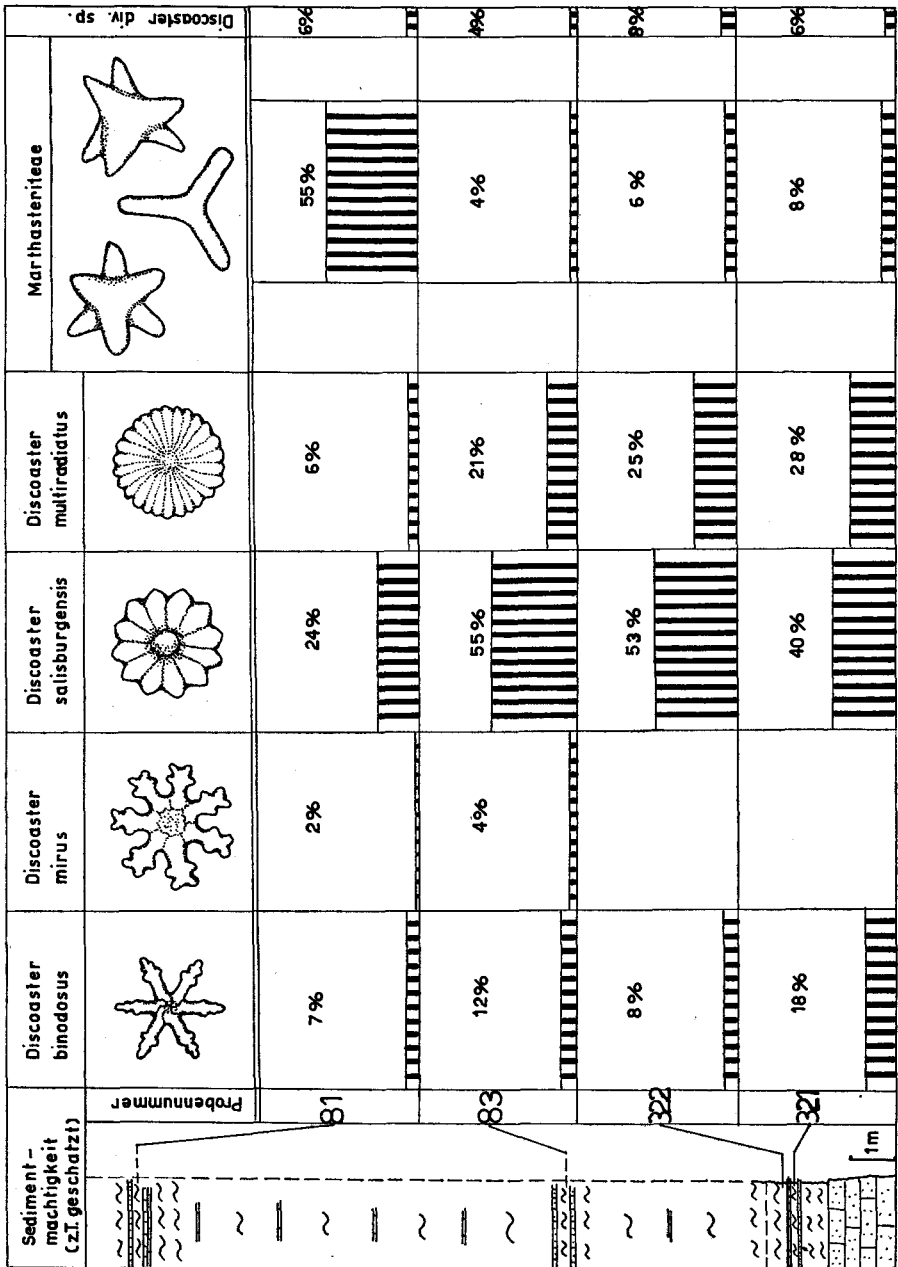 Sediment-
machtigkeit
(z.T. geschatzt)
Probennummer
Discoaster
binodosus
Discoaster
mirus
Discoaster
salisburgensis
Discoaster
multiradiatus
Marthasteriteae
Discoaster div. sp.
81
7%
2%
24%
6%
55%
6%
83
12%
4%
55%
21%
4%
4%
322
8%
53%
25%
6%
8%
321
18%
40%
28%
8%
6%
1m